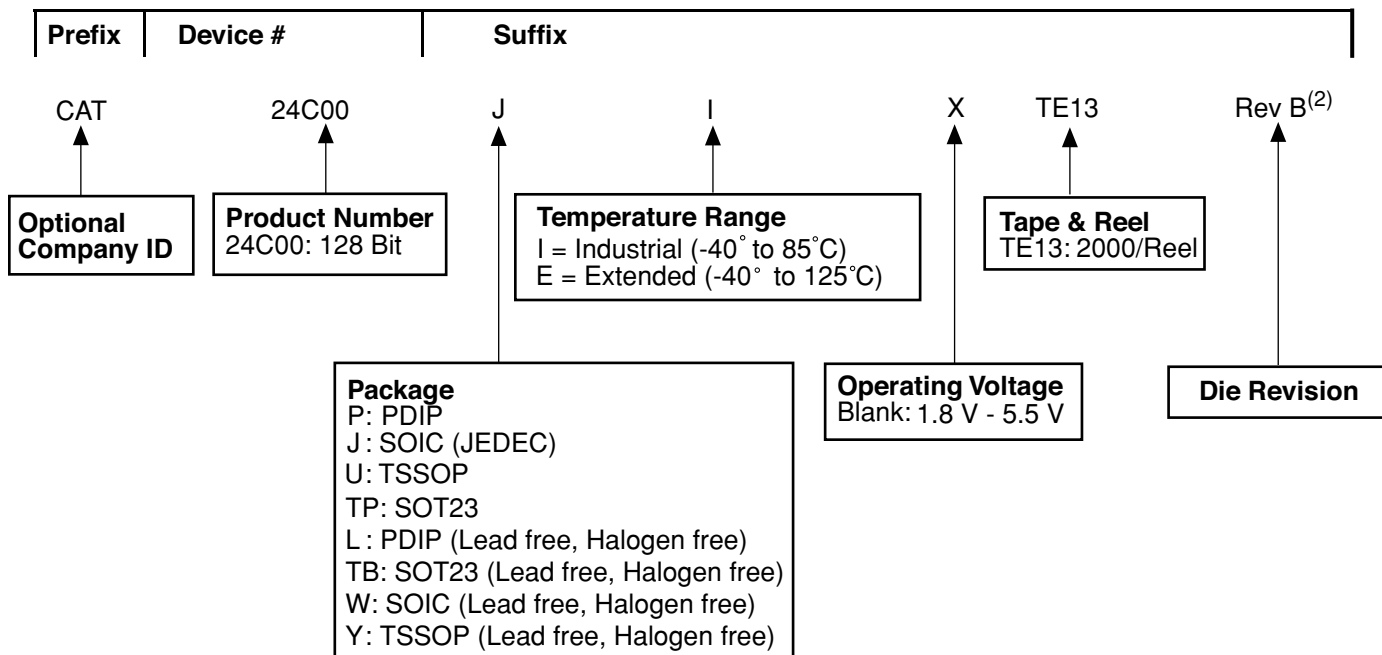 Prefix Device # Suffix
CAT 24C00 J I X TE13 Rev B(2)
Optional
Company ID
Product Number
24C00: 128 Bit
Temperature Range
I = Industrial (-40˚ to 85˚C)
E = Extended (-40˚ to 125˚C)
Tape & Reel
TE13: 2000/Reel
Package
P: PDIP
J: SOIC (JEDEC)
U: TSSOP
TP: SOT23
L: PDIP (Lead free, Halogen free)
TB: SOT23 (Lead free, Halogen free)
W: SOIC (Lead free, Halogen free)
Y: TSSOP (Lead free, Halogen free)
Operating Voltage
Blank: 1.8 V - 5.5 V
Die Revision